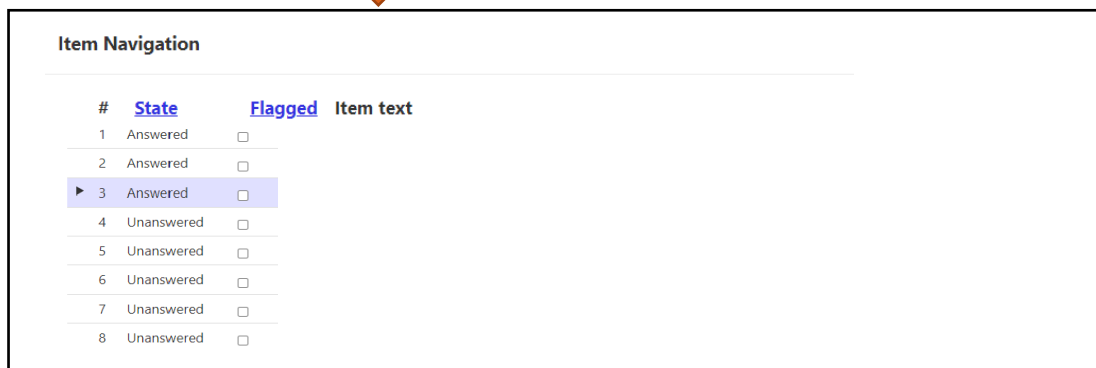 Item Navigation
# State Flagged Item text
1 Answered
2 Answered
3 Answered
4 Unanswered
5 Unanswered
6 Unanswered
7 Unanswered
8 Unanswered